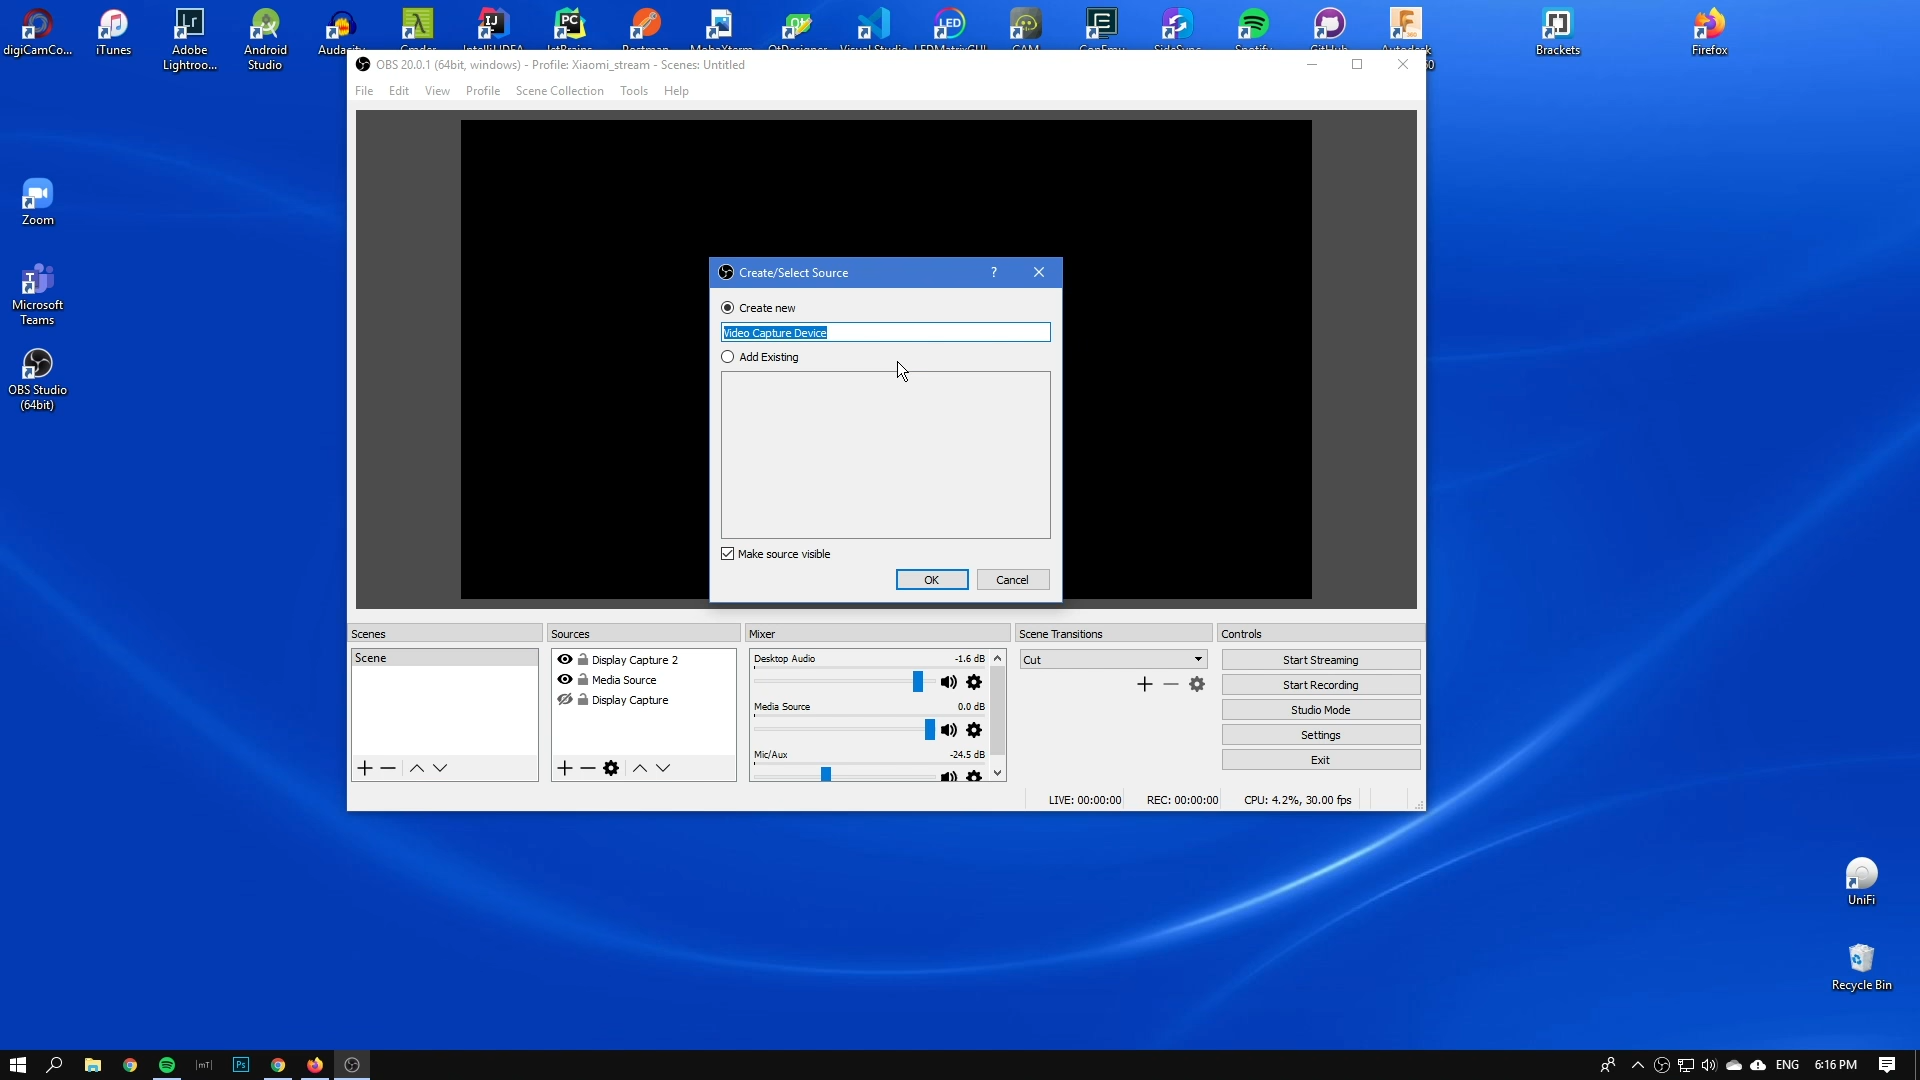 digiCamCo...
iTunes
Adobe
Lightroo...
Android
Studio
Audacity
Brackets
Firefox
OBS 20.0.1 (64bit, windows) - Profile: Xiaomi_stream - Scenes: Untitled
File Edit View Profile Scene Collection Tools Help
Zoom
Microsoft
Teams
OBS Studio
(64bit)
Create/Select Source
Create new
Video Capture Device
Add Existing
Make source visible
OK Cancel
Scenes
Scene
Sources
Display Capture 2
Media Source
Display Capture
Mixer
Desktop Audio -1.6 dB
Media Source 0.0 dB
Mic/Aux -24.5 dB
Scene Transitions
Cut
Controls
Start Streaming
Start Recording
Studio Mode
Settings
Exit
LIVE: 00:00:00 REC: 00:00:00 CPU: 4.2%, 30.00 fps
UniFi
Recycle Bin
ENG 6:16 PM